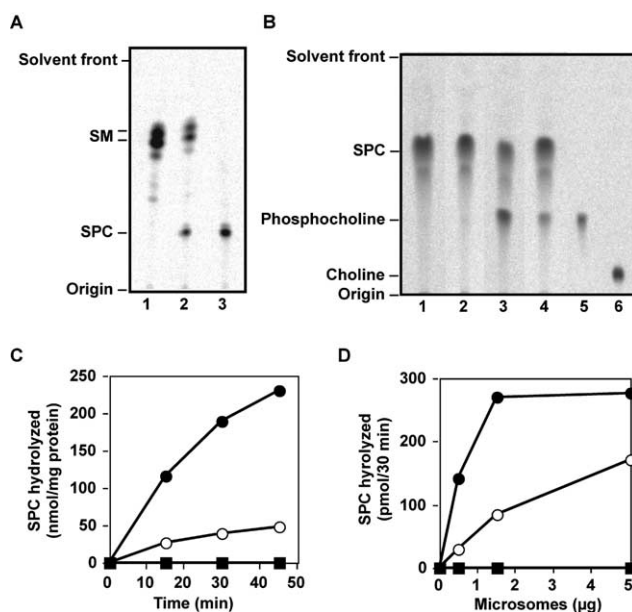 A
Solvent front
SM
SPC
Origin
1 2 3
B
Solvent front
SPC
Phosphocholine
Choline
Origin
1 2 3 4 5 6
C
SPC hydrolyzed
(nmol/mg protein)
250
200
150
100
50
0
0 10 20 30 40 50
Time (min)
D
SPC hyrolyzed
(pmol/30 min)
300
200
100
0
0 1 2 3 4 5
Microsomes (µg)